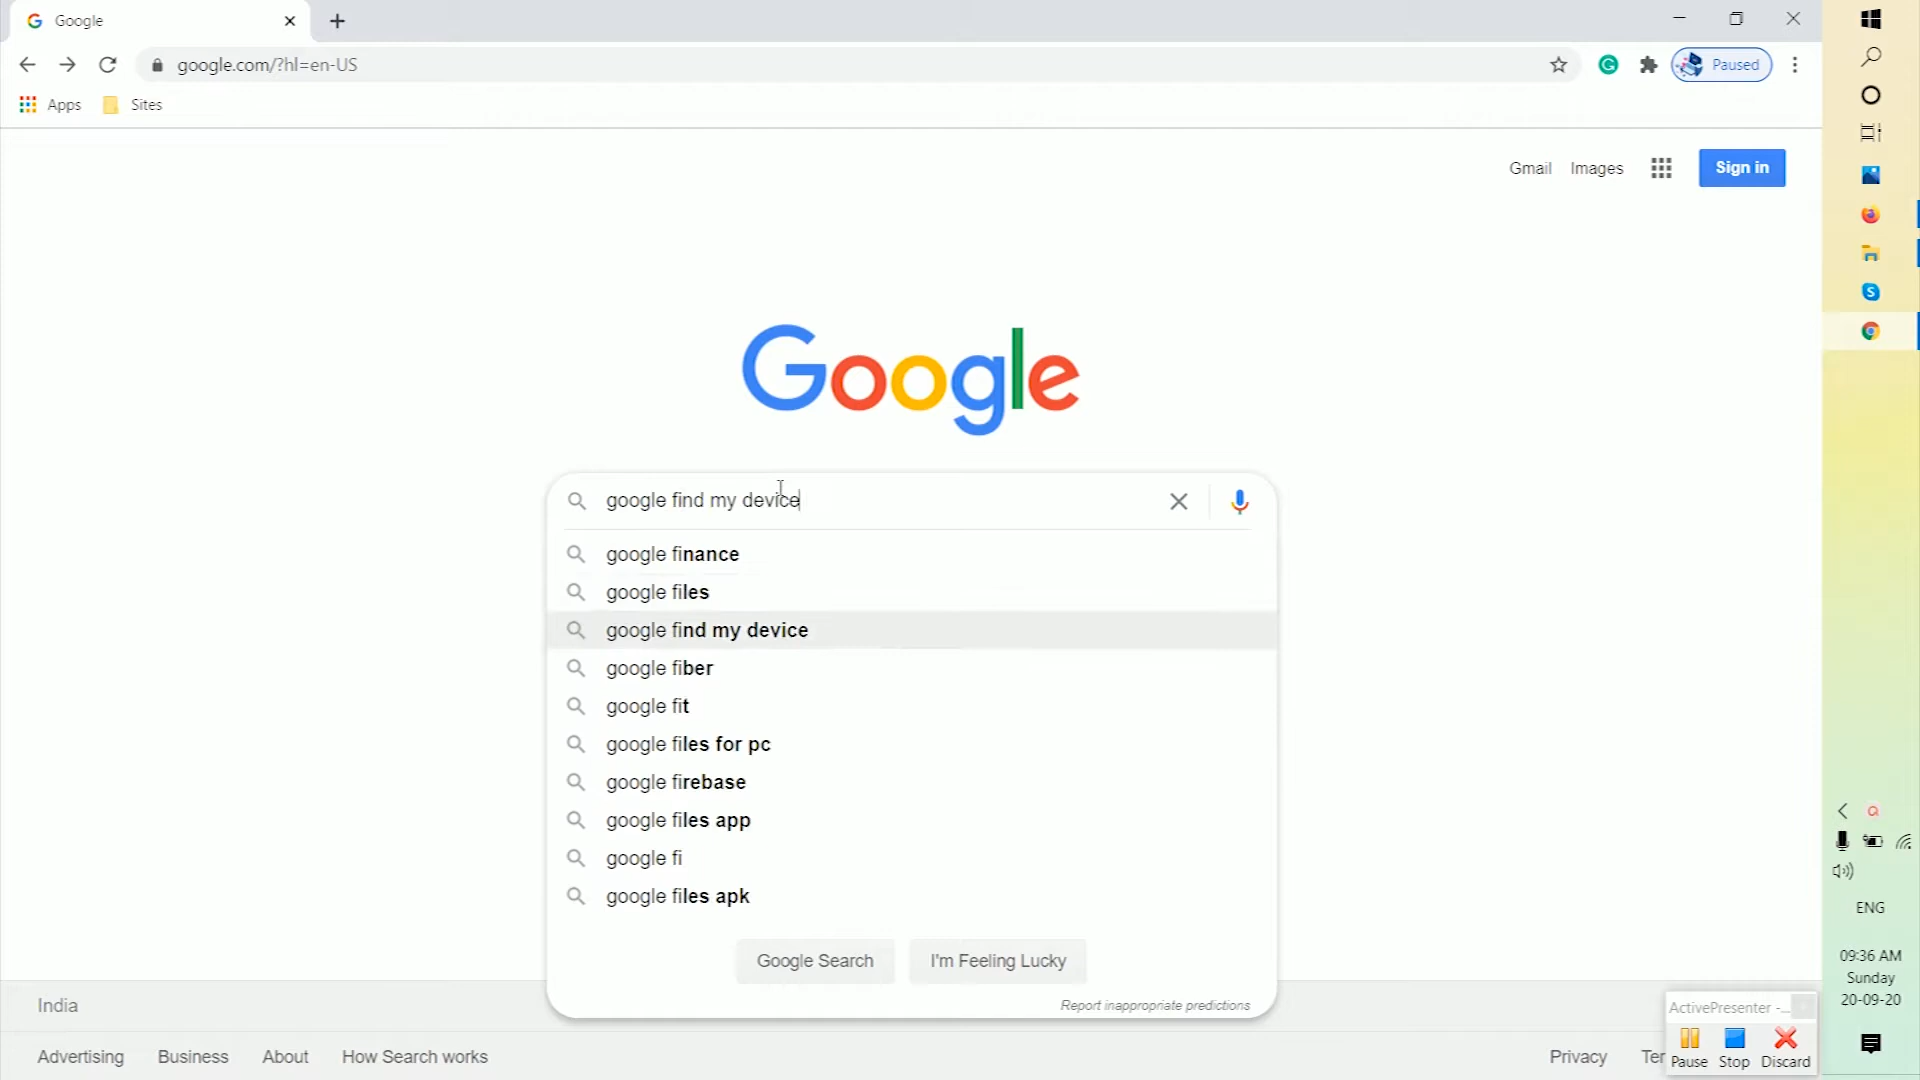 Google
google.com/?hl=en-US
Paused
Apps
Sites
Gmail
Images
Sign in
Google
google find my device
google finance
google files
google find my device
google fiber
google fit
google files for pc
google firebase
google files app
google fi
google files apk
Google Search
I'm Feeling Lucky
Report inappropriate predictions
India
Advertising
Business
About
How Search works
Privacy
Ter
ActivePresenter -...
Pause
Stop
Discard
ENG
09:36 AM
Sunday
20-09-20